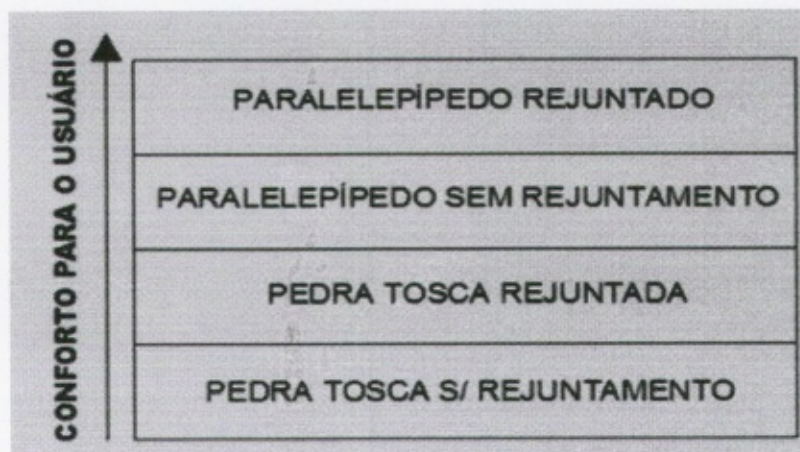 CONFORTO PARA O USUÁRIO
PARALELEPÍPEDO REJUNTADO
PARALELEPÍPEDO SEM REJUNTAMENTO
PEDRA TOSCA REJUNTADA
PEDRA TOSCA S/ REJUNTAMENTO